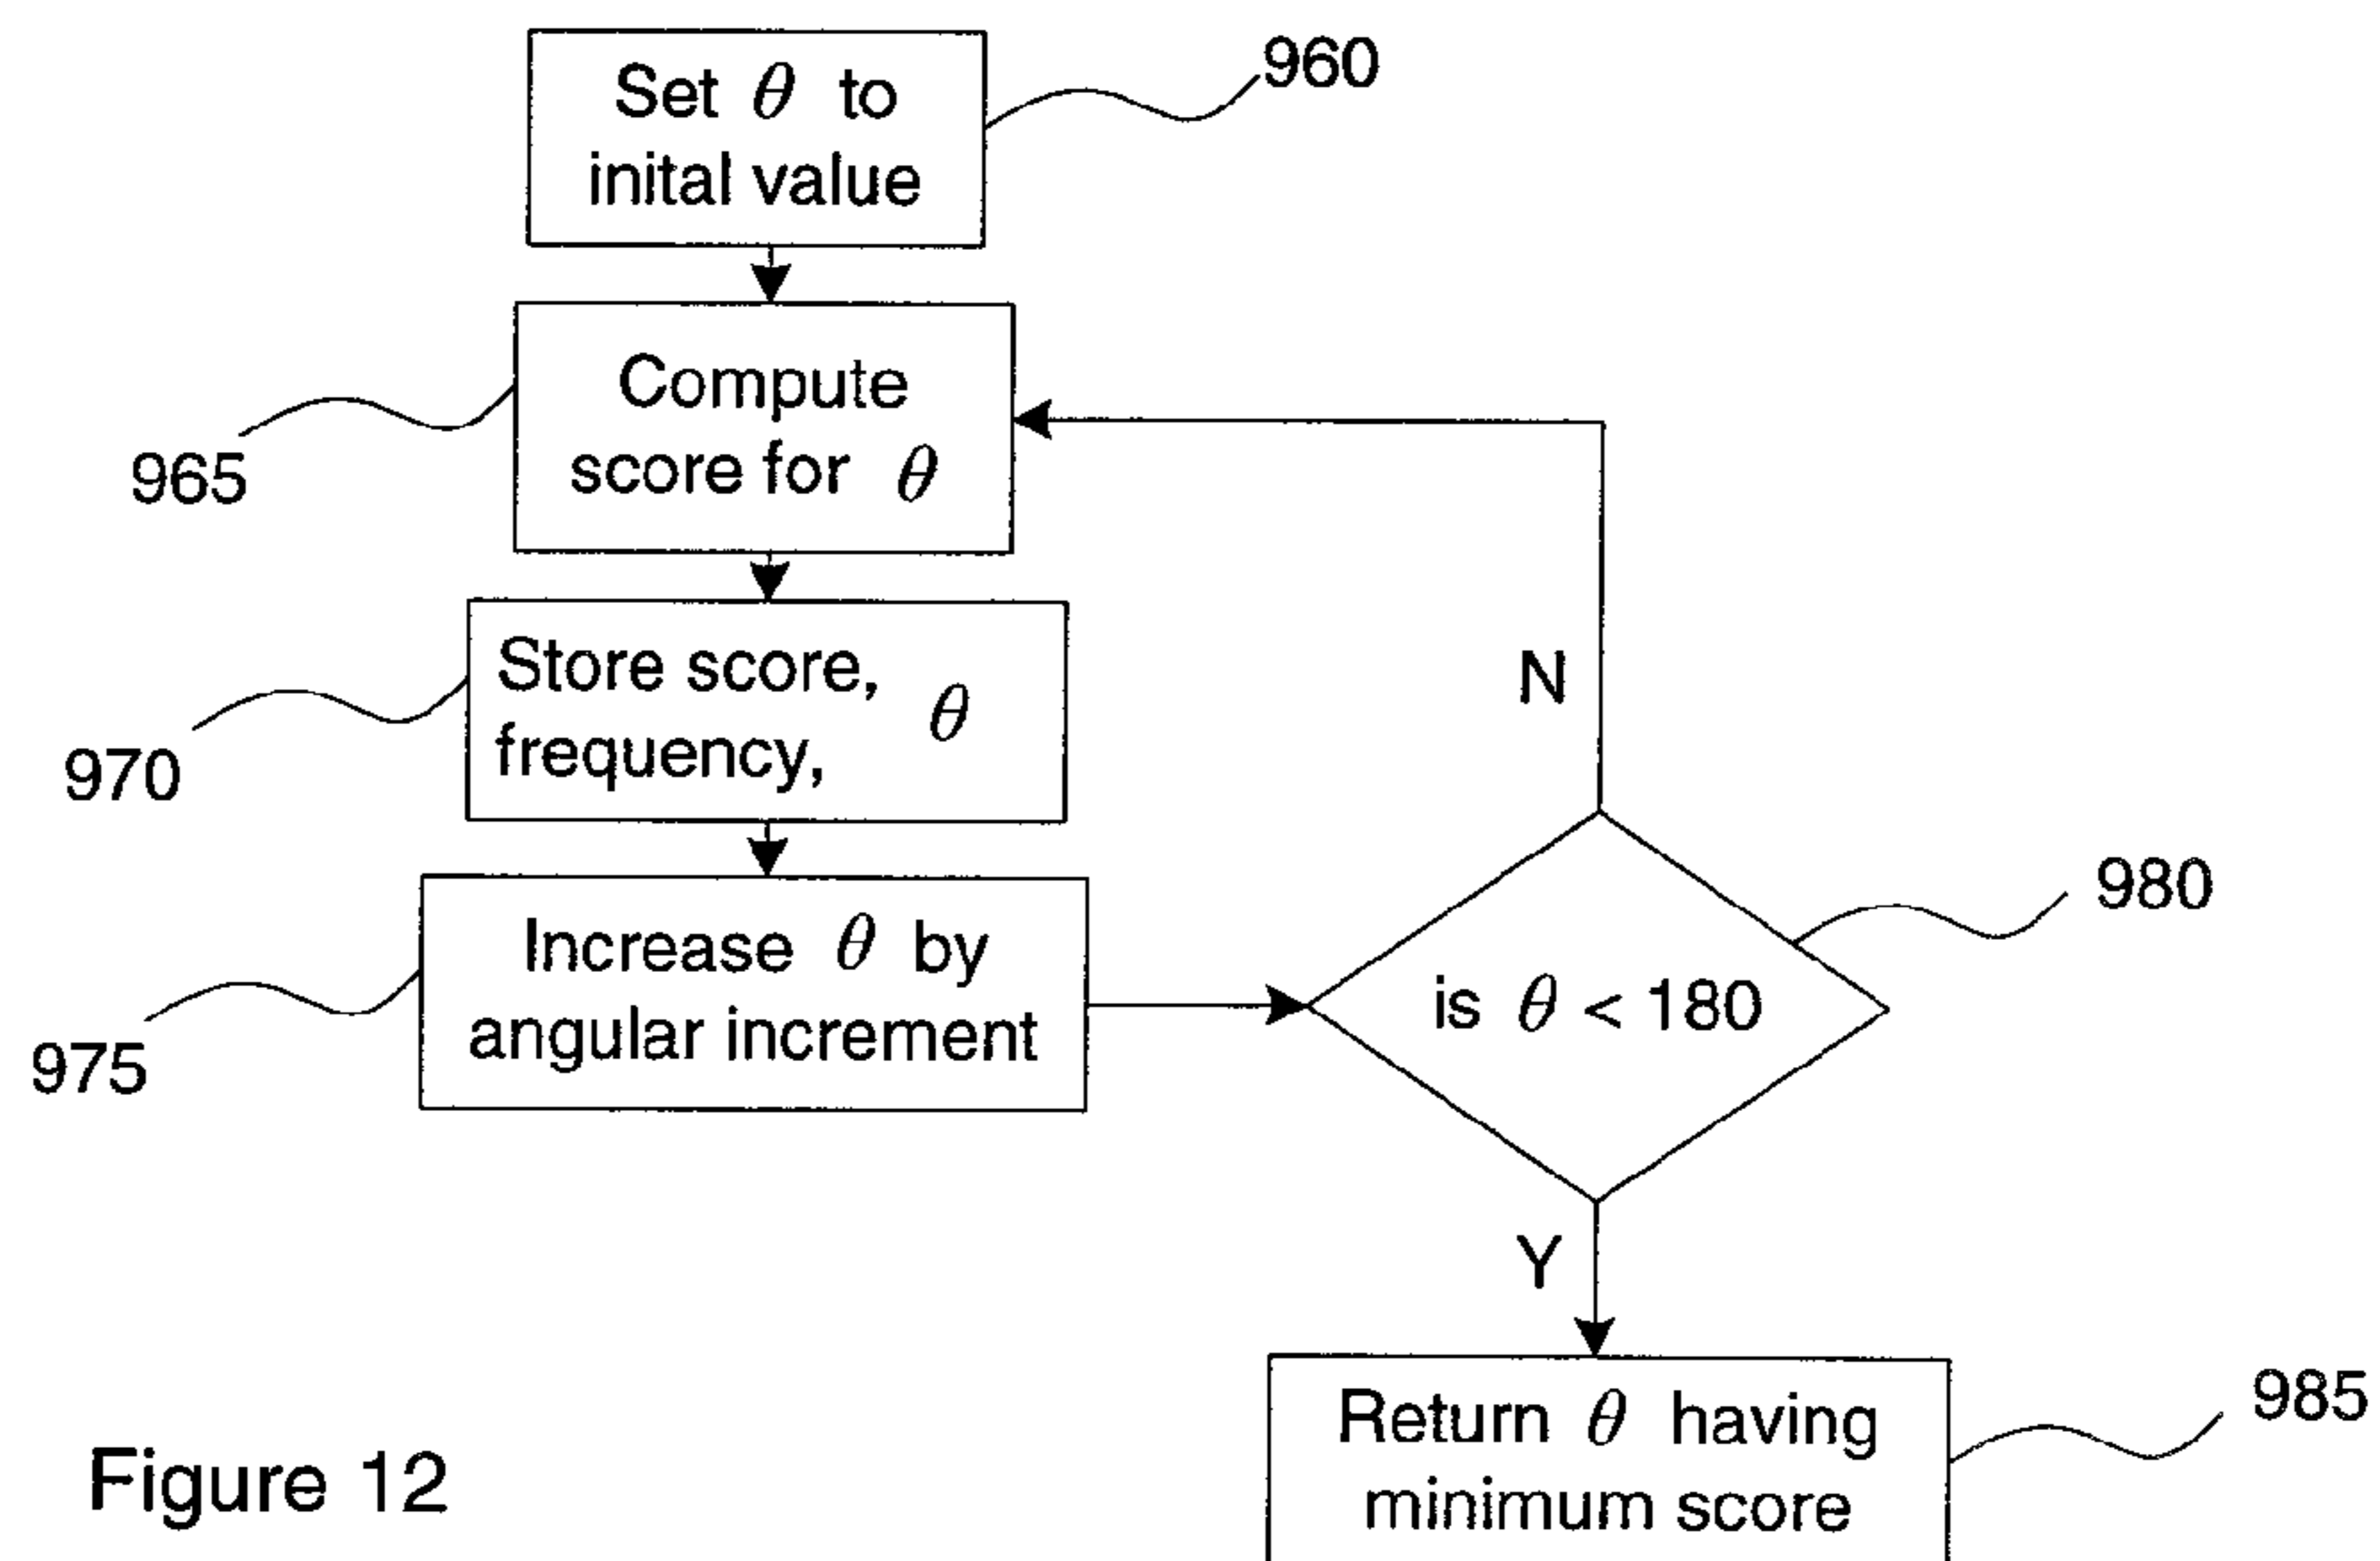 Set θ to
inital value
960
Compute
score for θ
965
Store score,
frequency, θ
970
Increase θ by
angular increment
975
N
is θ < 180
980
Y
Return θ having
minimum score
985
Figure 12